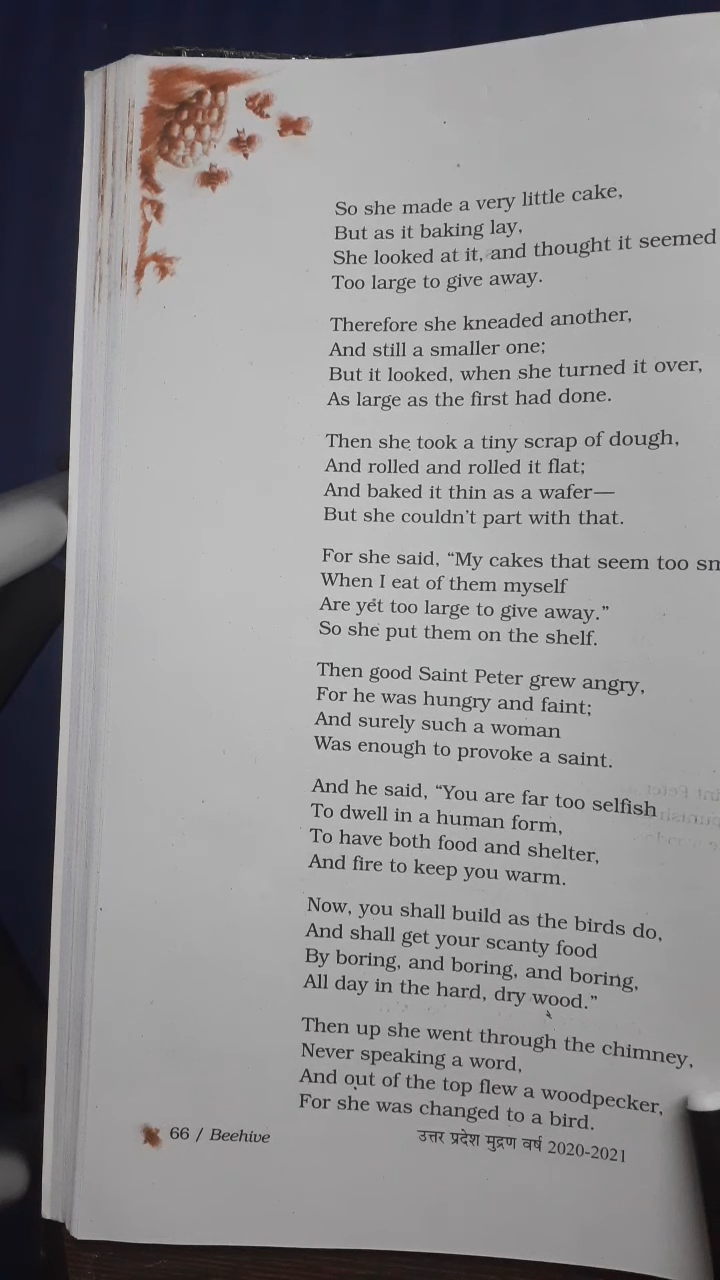 So she made a very little cake,
But as it baking lay,
She looked at it, and thought it seemed
Too large to give away.
Therefore she kneaded another,
And still a smaller one;
But it looked, when she turned it over,
As large as the first had done.
Then she took a tiny scrap of dough,
And rolled and rolled it flat;
And baked it thin as a wafer—
But she couldn't part with that.
For she said, “My cakes that seem too
When I eat of them myself
Are yet too large to give away.”
So she put them on the shelf.
Then good Saint Peter grew angry,
For he was hungry and faint;
And surely such a woman
Was enough to provoke a saint.
And he said, “You are far too selfish
To dwell in a human form,
To have both food and shelter,
And fire to keep you warm.
Now, you shall build as the birds do,
And shall get your scanty food
By boring, and boring, and boring,
All day in the hard, dry wood.”
Then up she went through the chimney,
Never speaking a word,
And out of the top flew a woodpecker,
For she was changed to a bird.
66 / Beehive
उत्तर प्रदेश मुद्रण वर्ष 2020-2021